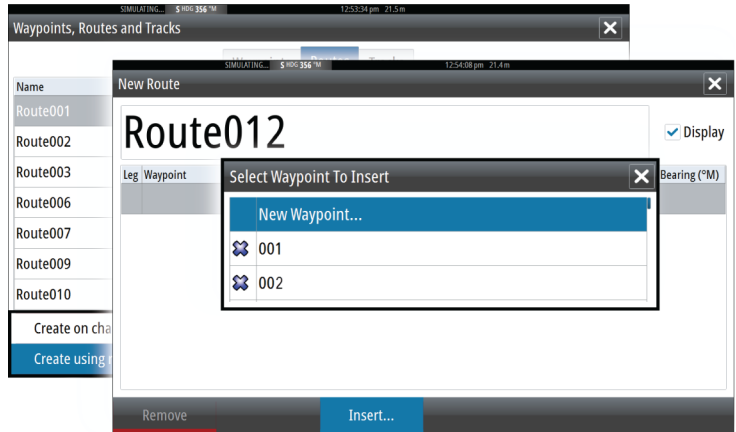 SIMULATING... S HDG 356 °M 12:53:34 pm 21.5 m
Waypoints, Routes and Tracks
SIMULATING... S HDG 356 °M 12:54:08 pm 21.4 m
Name
New Route
Route001
Route012
Display
Route002
Route003
Leg Waypoint Bearing (°M)
Select Waypoint To Insert
Route006
New Waypoint...
Route007
001
Route009
002
Route010
Create on
Create using
Remove Insert...